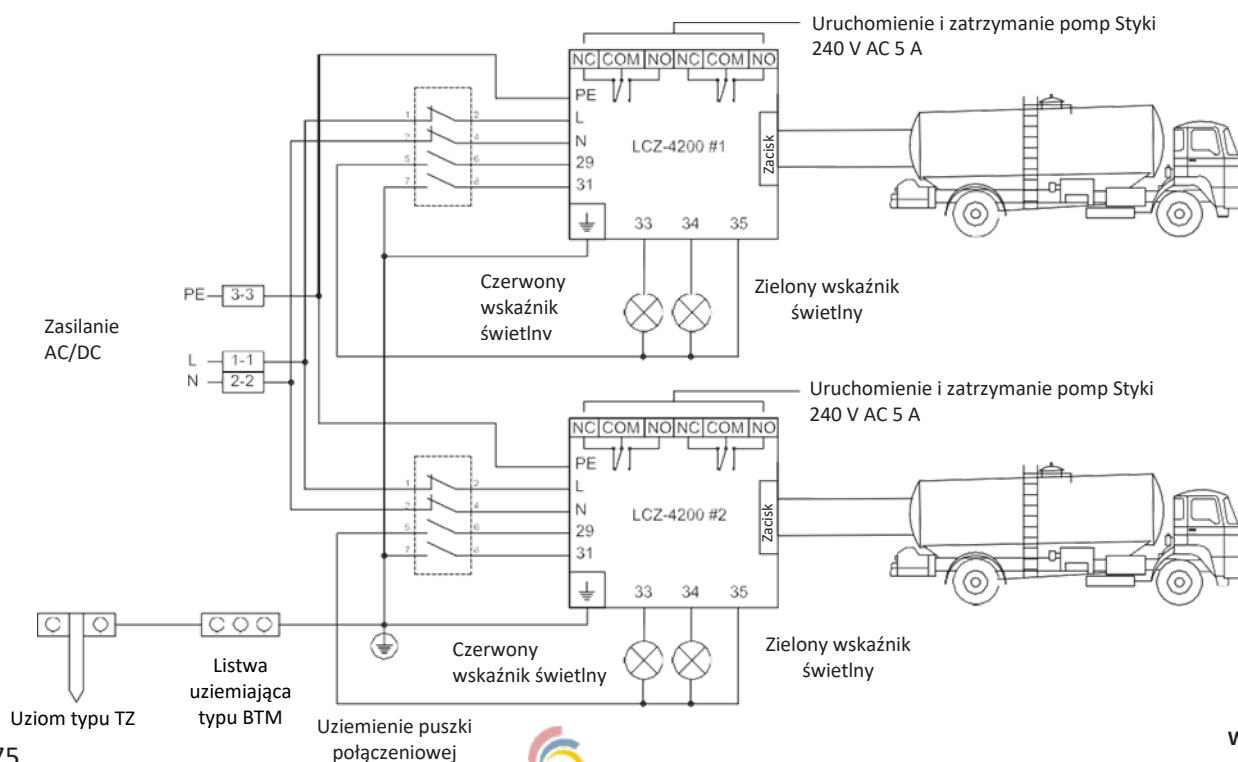 Uruchomienie i zatrzymanie pomp Styki
240 V AC 5 A
NC COM NO NC COM NO
PE
L
N
29
31
1 2
2 4
5 6
7 8
LCZ-4200 #1
Zacisk
33 34 35
Czerwony
wskaźnik
świetlnv
Zielony wskaźnik
świetlny
PE 3-3
Zasilanie
AC/DC
L 1-1
N 2-2
Uruchomienie i zatrzymanie pomp Styki
240 V AC 5 A
NC COM NO NC COM NO
PE
L
N
29
31
1 2
4
5 6
7 8
LCZ-4200 #2
Zacisk
33 34 35
Czerwony
wskaźnik świetlny
Zielony wskaźnik
świetlny
Uziom typu TZ
Listwa
uziemiająca
typu BTM
Uziemienie puszki
połączeniowej
75